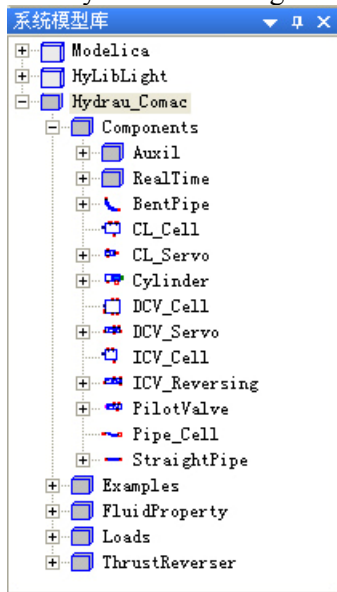 系统模型库
Modelica
HyLibLight
Hydrau_Comac
Components
Auxil
RealTime
BentPipe
CL_Cell
CL_Servo
Cylinder
DCV_Cell
DCV_Servo
ICV_Cell
ICV_Reversing
PilotValve
Pipe_Cell
StraightPipe
Examples
FluidProperty
Loads
ThrustReverser